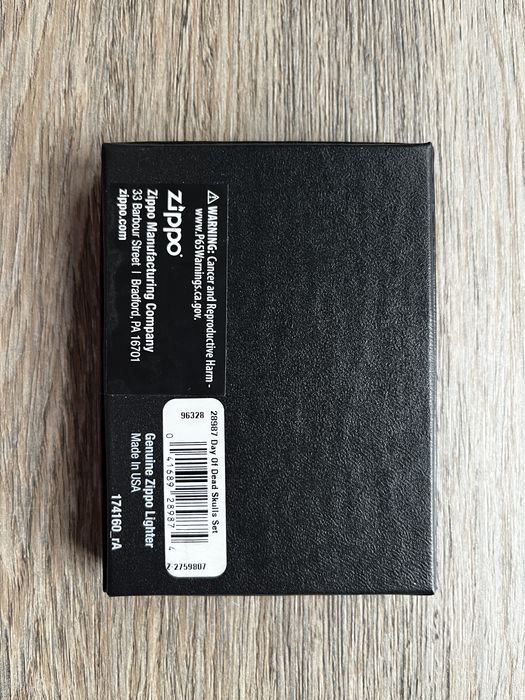 ⚠ WARNING: Cancer and Reproductive Harm -
www.P65Warnings.ca.gov.
zippo
Zippo Manufacturing Company
33 Barbour Street | Bradford, PA 16701
zippo.com
28987 Day Of Dead Skulls Set
96328
0 41689 28987 4
Z-2759807
Genuine Zippo Lighter
Made In USA
174160_rA